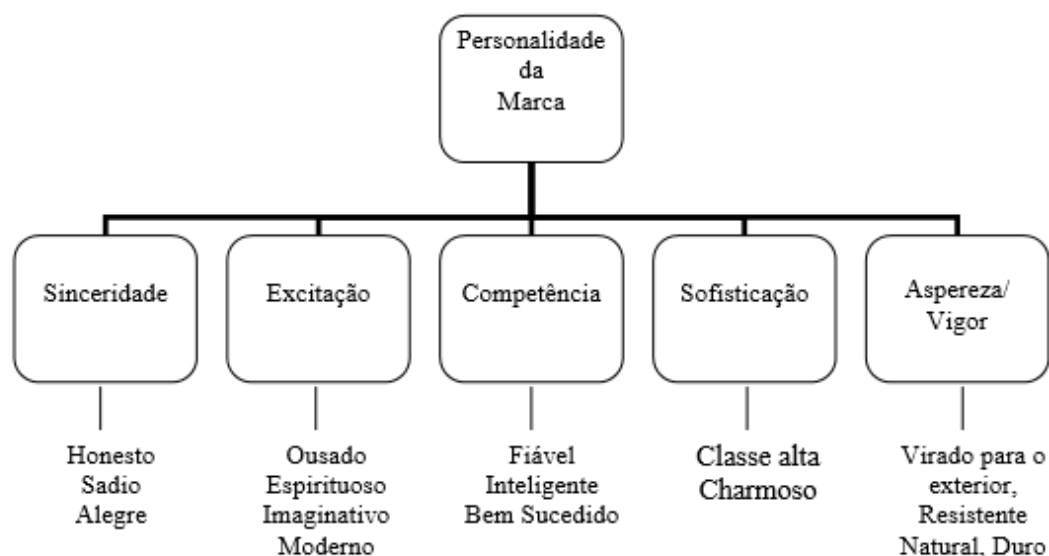 Personalidade
da
Marca
Sinceridade
Excitação
Competência
Sofisticação
Aspereza/
Vigor
Honesto
Sadio
Alegre
Ousado
Espirituoso
Imaginativo
Moderno
Fiável
Inteligente
Bem Sucedido
Classe alta
Charmoso
Virado para o
exterior,
Resistente
Natural, Duro